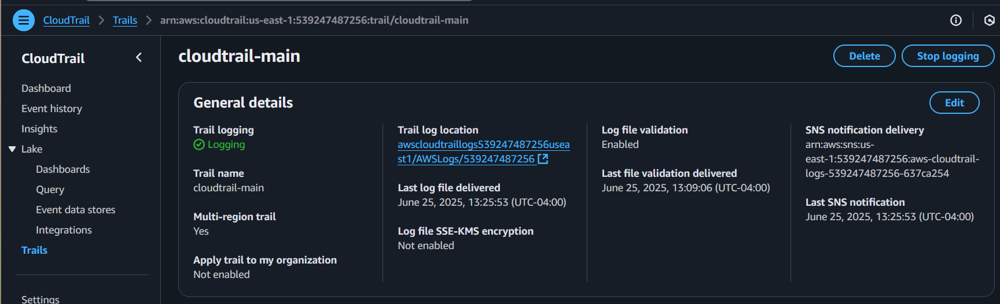 CloudTrail > Trails > arn:aws:cloudtrail:us-east-1:539247487256:trail/cloudtrail-main
CloudTrail
Dashboard
Event history
Insights
Lake
Dashboards
Query
Event data stores
Integrations
Trails
Settings
cloudtrail-main
Delete
Stop logging
General details
Edit
Trail logging
Logging
Trail name
cloudtrail-main
Multi-region trail
Yes
Apply trail to my organization
Not enabled
Trail log location
awscloudtraillogs539247487256usea
st1/AWSLogs/539247487256
Last log file delivered
June 25, 2025, 13:25:53 (UTC-04:00)
Log file SSE-KMS encryption
Not enabled
Log file validation
Enabled
Last file validation delivered
June 25, 2025, 13:09:06 (UTC-04:00)
SNS notification delivery
arn:aws:sns:us-
east-1:539247487256:aws-cloudtrail-
logs-539247487256-637ca254
Last SNS notification
June 25, 2025, 13:25:53 (UTC-04:00)